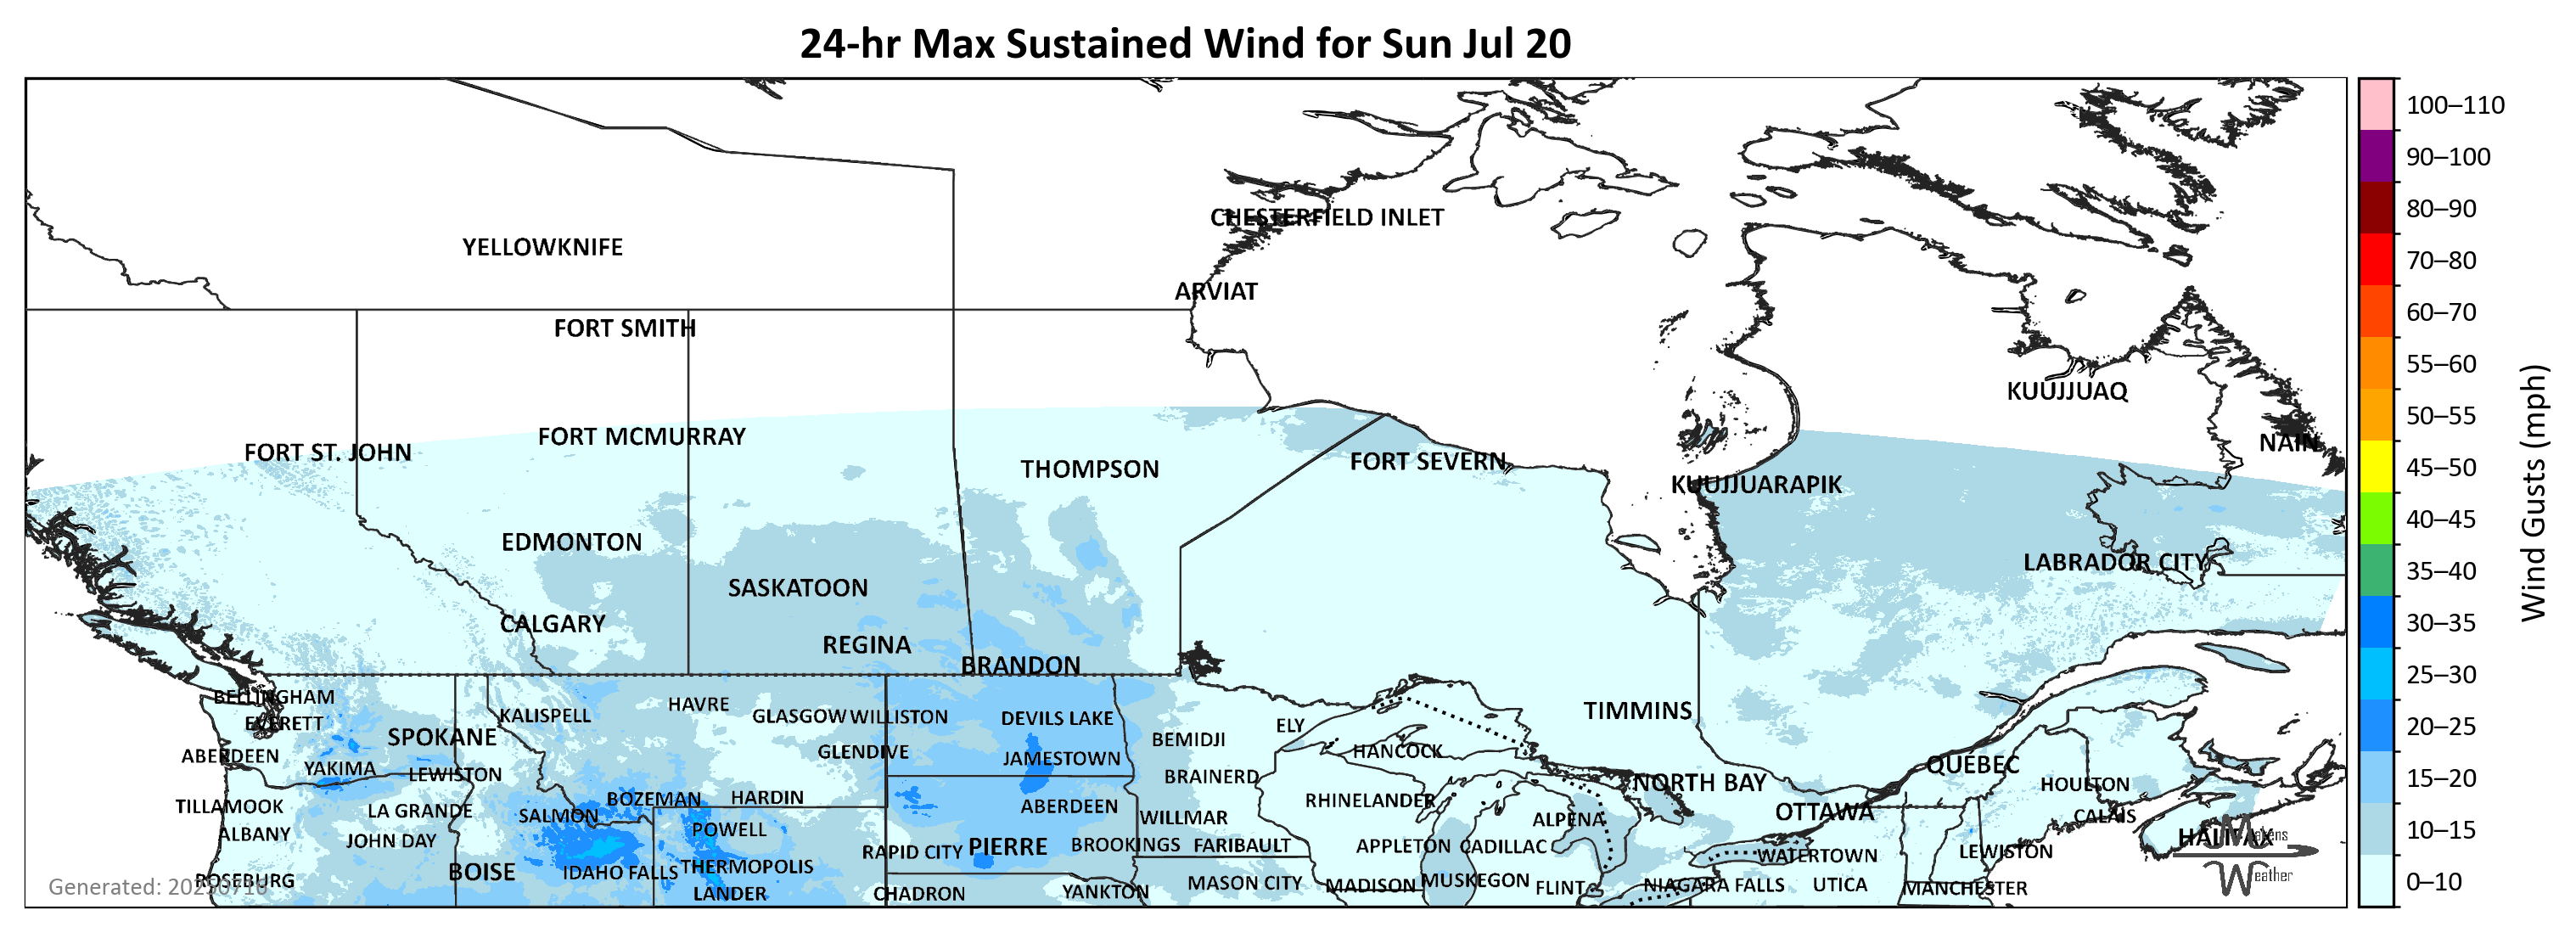 24-hr Max Sustained Wind for Sun Jul 20
100–110
90–100
80–90
70–80
60–70
55–60
50–55
45–50
40–45
35–40
30–35
25–30
20–25
15–20
10–15
0–10
Wind Gusts (mph)
CHESTERFIELD INLET
YELLOWKNIFE
ARVIAT
FORT SMITH
KUUJJUAQ
FORT MCMURRAY
NAIN
FORT ST. JOHN
FORT SEVERN
THOMPSON
KUUJJUARAPIK
EDMONTON
LABRADOR CITY
SASKATOON
CALGARY
REGINA
BRANDON
BELLINGHAM
HAVRE
TIMMINS
KALISPELL
GLASGOW
WILLISTON
DEVILS LAKE
EVERETT
ELY
SPOKANE
BEMIDJI
HANCOCK
GLENDIVE
ABERDEEN
JAMESTOWN
QUÉBEC
YAKIMA
LEWISTON
BRAINERD
NORTH BAY
HOULTON
BOZEMAN
HARDIN
RHINELANDER
TILLAMOOK
LA GRANDE
ABERDEEN
OTTAWA
SALMON
CALAIS
WILLMAR
ALPENA
POWELL
ALBANY
HALIFAX
JOHN DAY
PIERRE
BROOKINGS
FARIBAULT
APPLETON
CADILLAC
RAPID CITY
LEWISTON
WATERTOWN
THERMOPOLIS
BOISE
IDAHO FALLS
ROSEBURG
MUSKEGON
MASON CITY
MADISON
FLINT
NIAGARA FALLS
UTICA
MANCHESTER
LANDER
CHADRON
YANKTON
Generated: 20250718
Weather